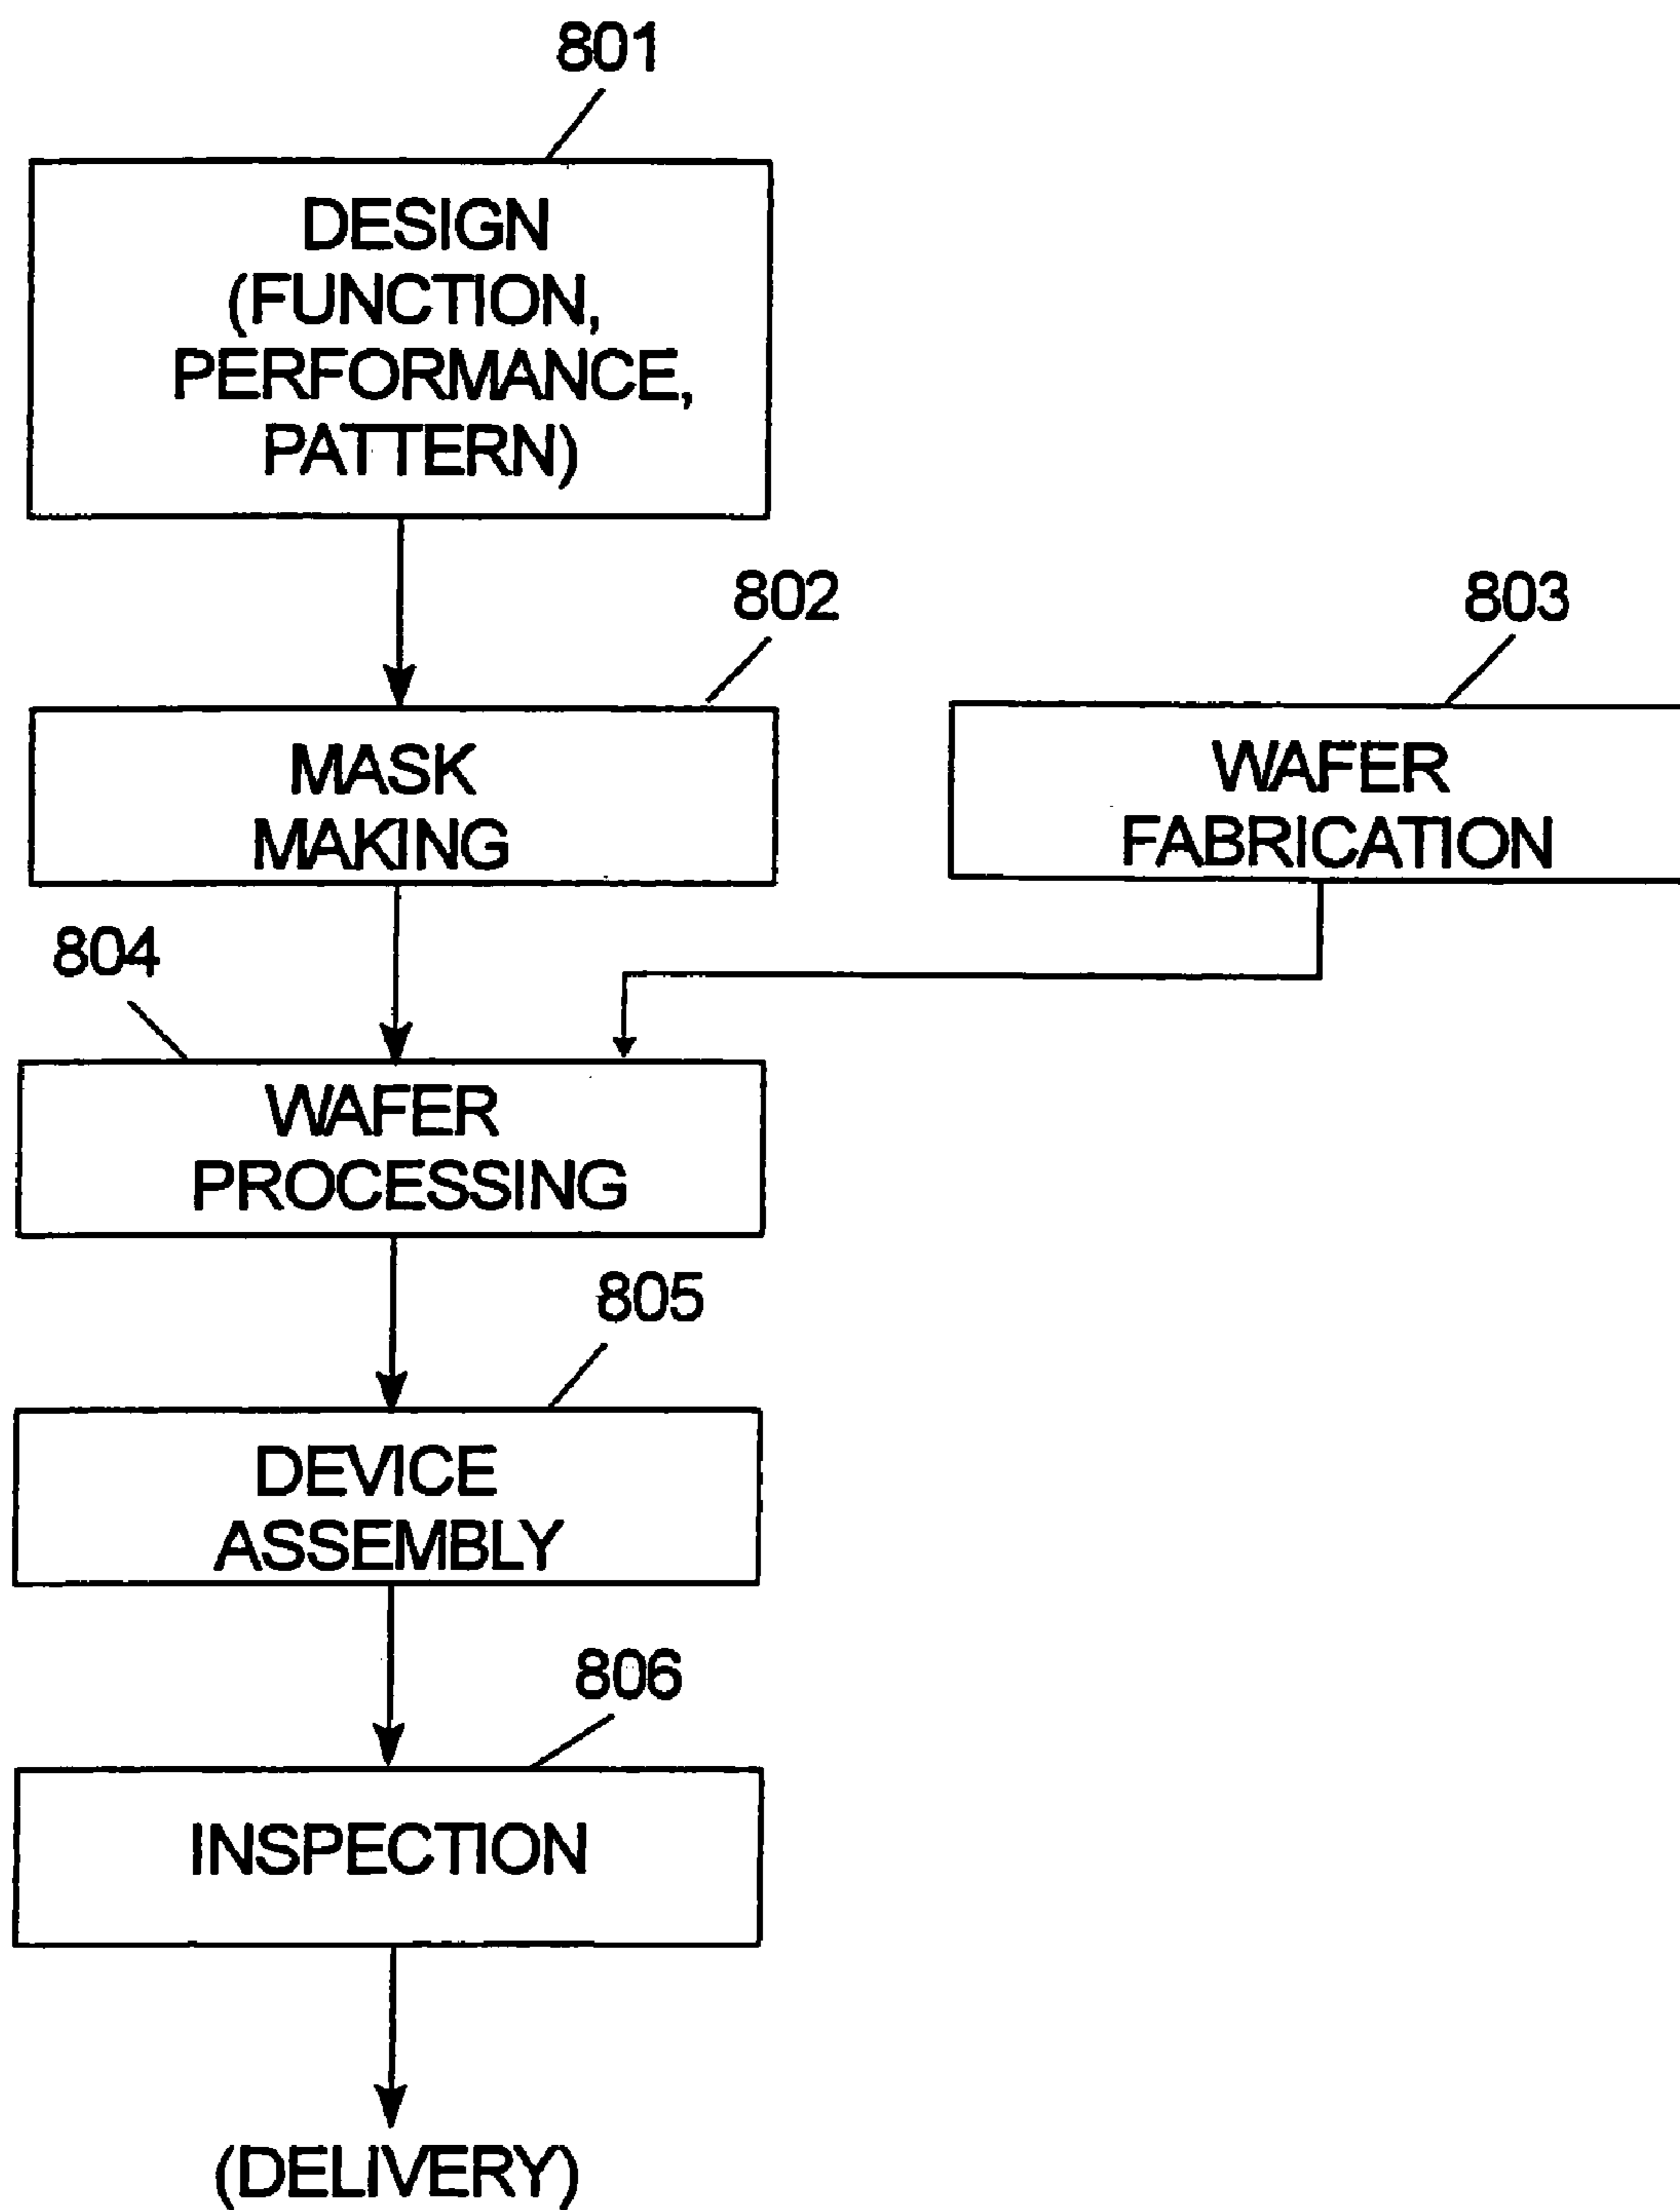 801
DESIGN
(FUNCTION,
PERFORMANCE,
PATTERN)
802
MASK
MAKING
803
WAFER
FABRICATION
804
WAFER
PROCESSING
805
DEVICE
ASSEMBLY
806
INSPECTION
(DELIVERY)